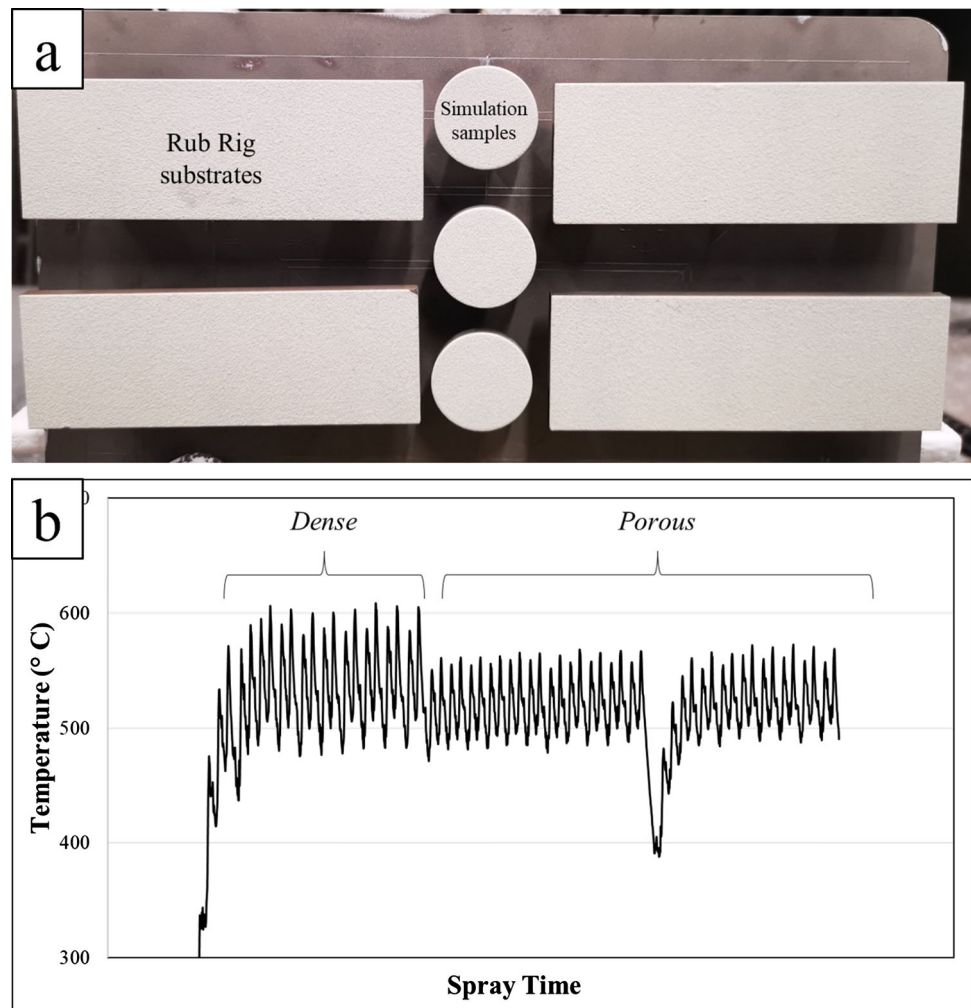 a
Simulation
samples
Rub Rig
substrates
b
Dense
Porous
600
500
400
300
Temperature (° C)
Spray Time